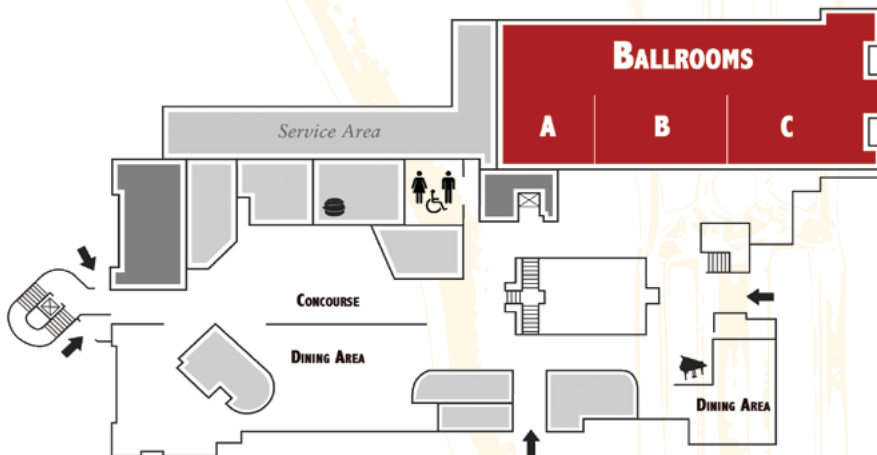 BALLROOMS
A B C
Service Area
CONCOURSE
DINING AREA
DINING AREA